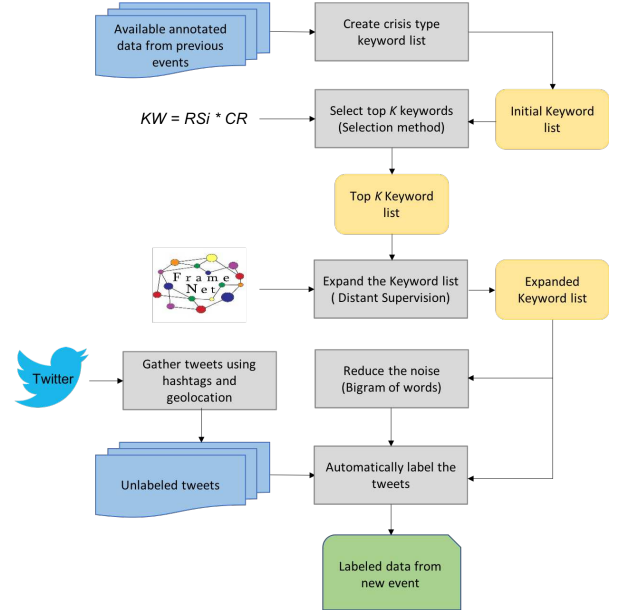 Available annotated
data from previous
events
Create crisis type
keyword list
KW = RSi * CR
Select top K keywords
(Selection method)
Initial Keyword
list
Top K Keyword
list
Frame
Net
Expand the Keyword list
( Distant Supervision)
Expanded
Keyword list
Twitter
Gather tweets using
hashtags and
geolocation
Reduce the noise
(Bigram of words)
Unlabeled tweets
Automatically label the
tweets
Labeled data from
new event